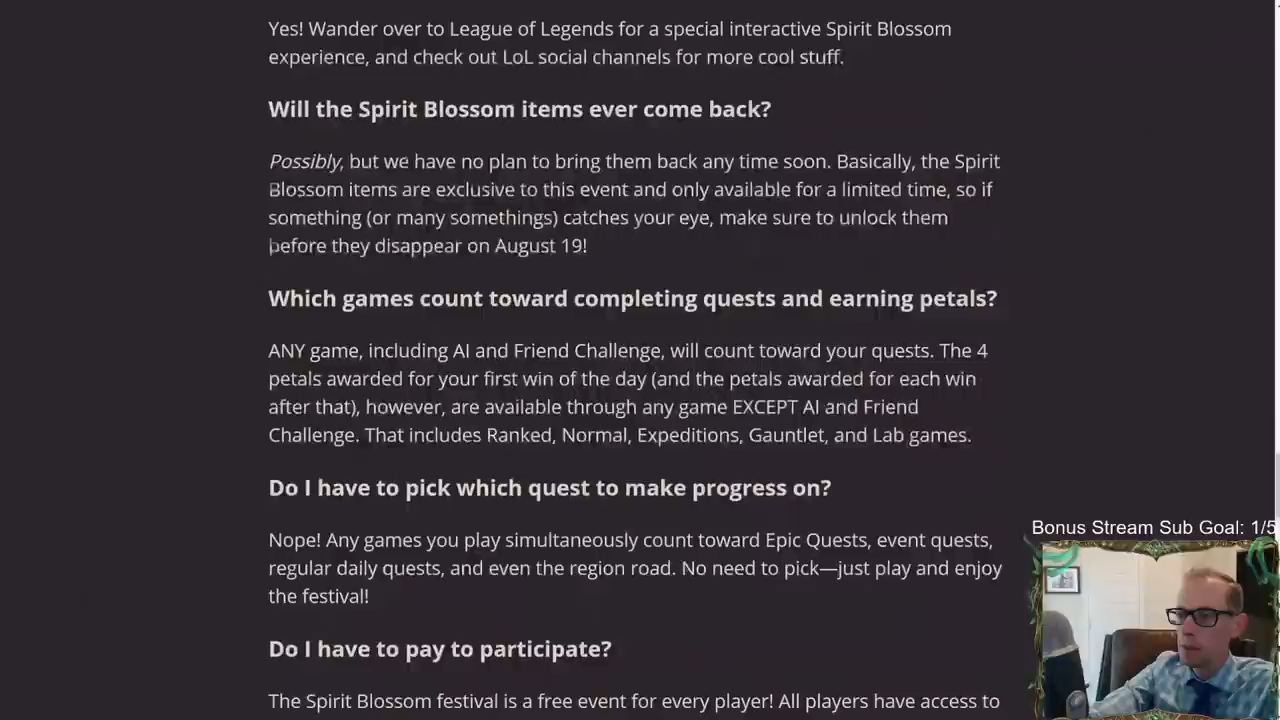 Yes! Wander over to League of Legends for a special interactive Spirit Blossom
experience, and check out LoL social channels for more cool stuff.
Will the Spirit Blossom items ever come back?
Possibly, but we have no plan to bring them back any time soon. Basically, the Spirit
Blossom items are exclusive to this event and only available for a limited time, so if
something (or many somethings) catches your eye, make sure to unlock them
before they disappear on August 19!
Which games count toward completing quests and earning petals?
ANY game, including AI and Friend Challenge, will count toward your quests. The 4
petals awarded for your first win of the day (and the petals awarded for each win
after that), however, are available through any game EXCEPT AI and Friend
Challenge. That includes Ranked, Normal, Expeditions, Gauntlet, and Lab games.
Do I have to pick which quest to make progress on?
Nope! Any games you play simultaneously count toward Epic Quests, event quests,
regular daily quests, and even the region road. No need to pick—just play and enjoy
the festival!
Bonus Stream Sub Goal: 1/5
Do I have to pay to participate?
The Spirit Blossom festival is a free event for every player! All players have access to